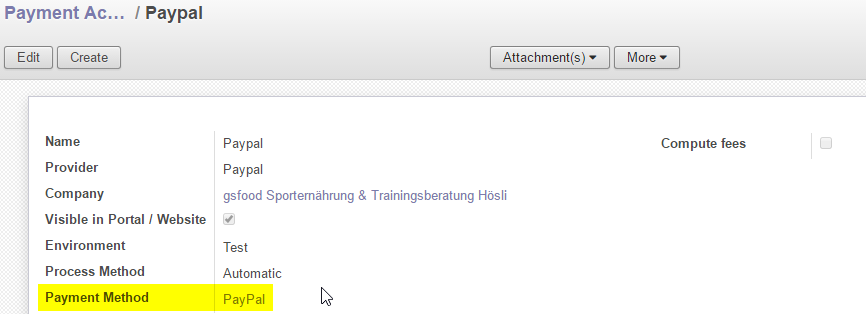 Payment Ac... / Paypal
Edit Create Attachment(s) More
Name Paypal Compute fees
Provider Paypal
Company gsfood Sporternährung & Trainingsberatung Hösli
Visible in Portal / Website
Environment Test
Process Method Automatic
Payment Method PayPal